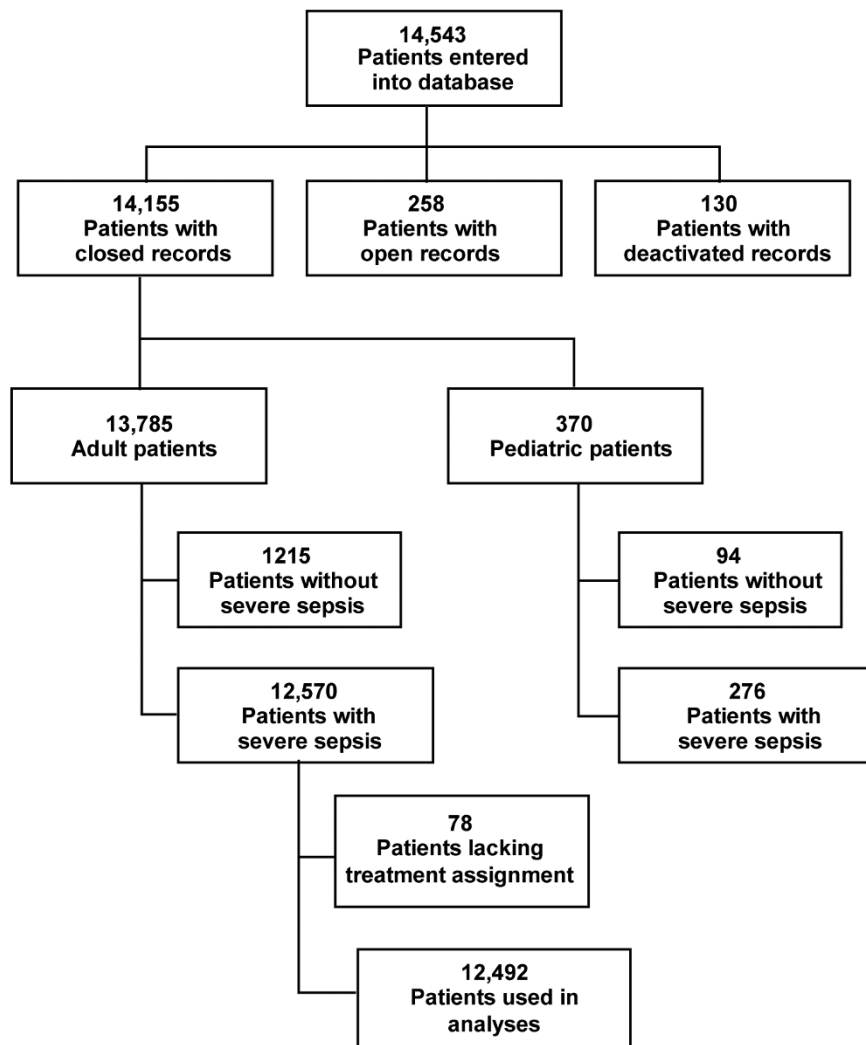 14,543
Patients entered
into database
14,155
Patients with
closed records
258
Patients with
open records
130
Patients with
deactivated records
13,785
Adult patients
370
Pediatric patients
1215
Patients without
severe sepsis
94
Patients without
severe sepsis
12,570
Patients with
severe sepsis
276
Patients with
severe sepsis
78
Patients lacking
treatment assignment
12,492
Patients used in
analyses